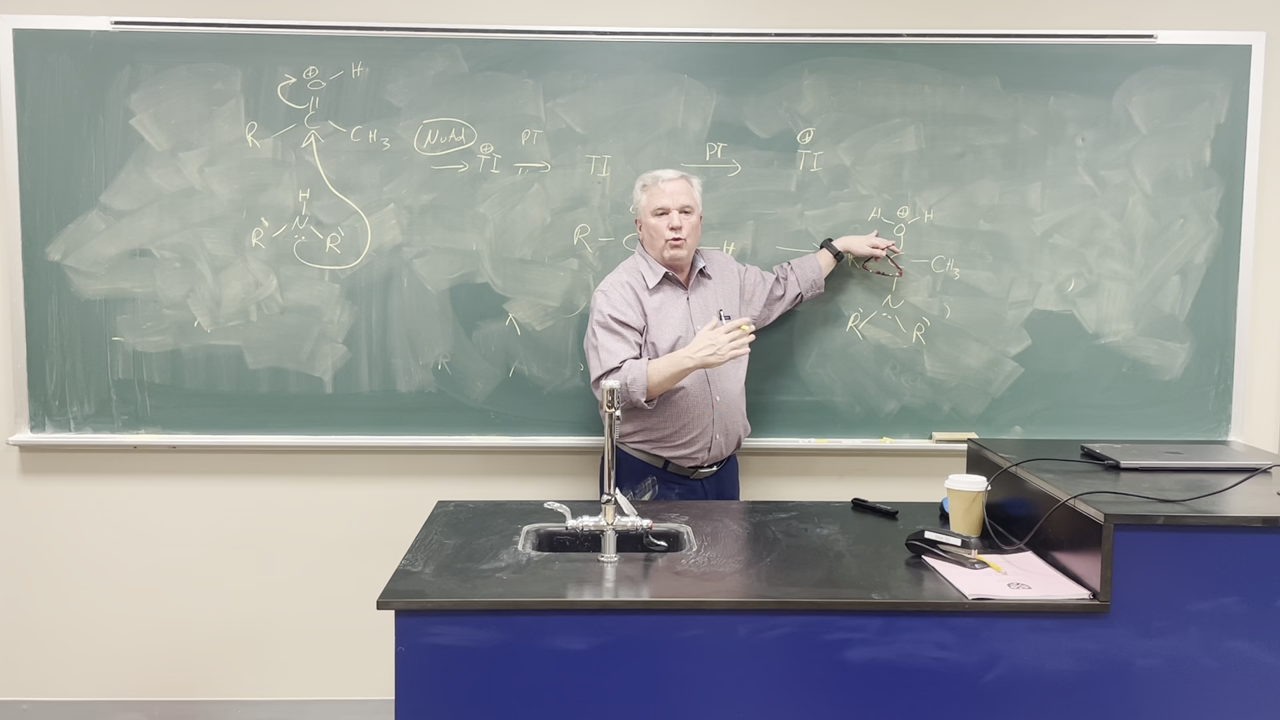 ⊕ H
O
||
R C CH₃
H
N
R' R'
NuAd PT
⊕
TI TI
PT
⊕
TI
R – C
– H
H ⊕ H
O
– CH₃
N
R' R'